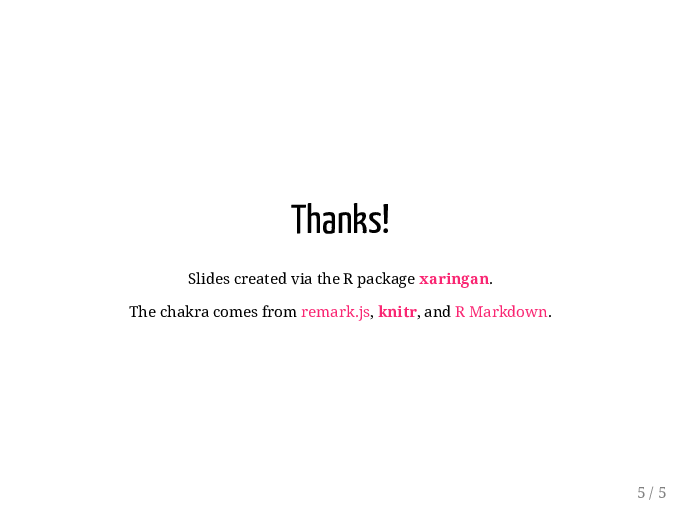 Thanks!
Slides created via the R package xaringan.
The chakra comes from remark.js, knitr, and R Markdown.
5 / 5